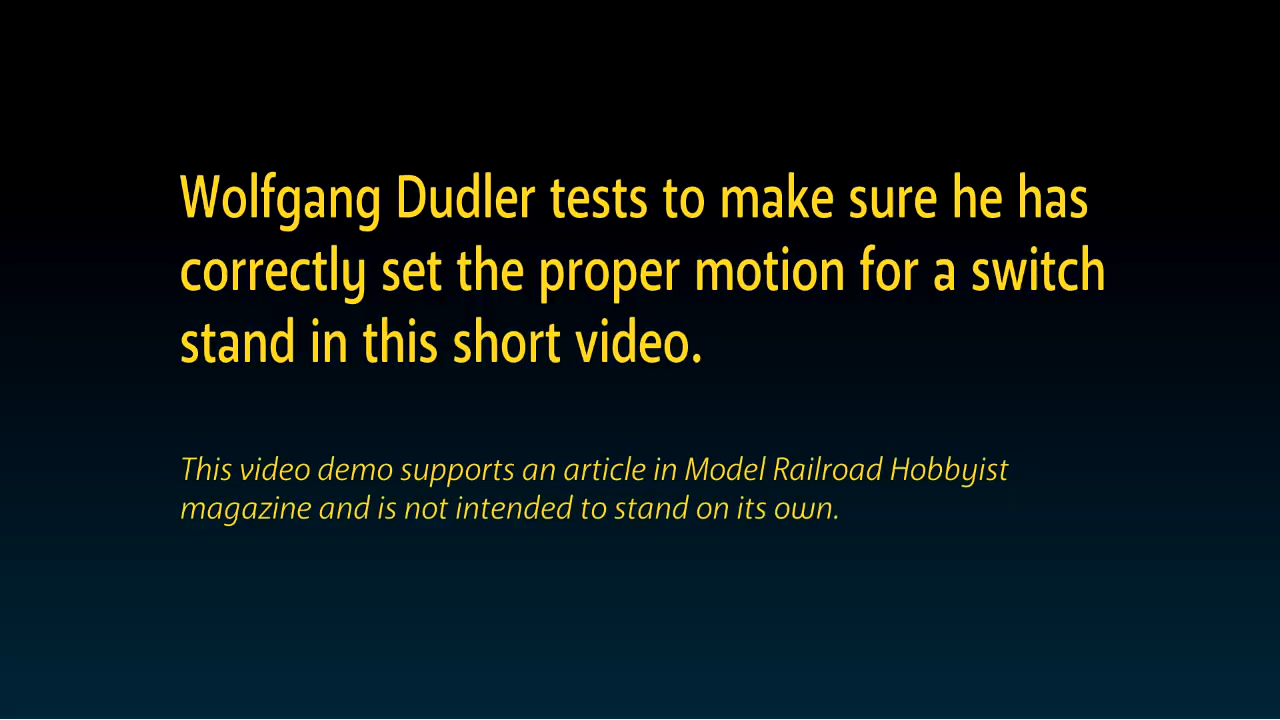 Wolfgang Dudler tests to make sure he has
correctly set the proper motion for a switch
stand in this short video.
This video demo supports an article in Model Railroad Hobbyist
magazine and is not intended to stand on its own.